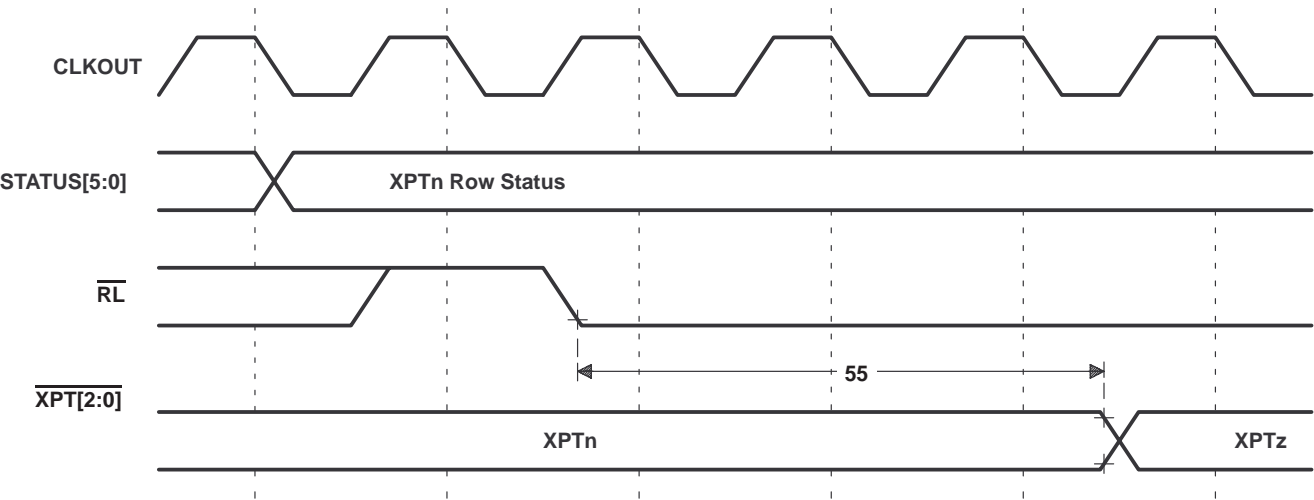 CLKOUT
STATUS[5:0]
XPTn Row Status
RL
55
XPT[2:0]
XPTn
XPTz